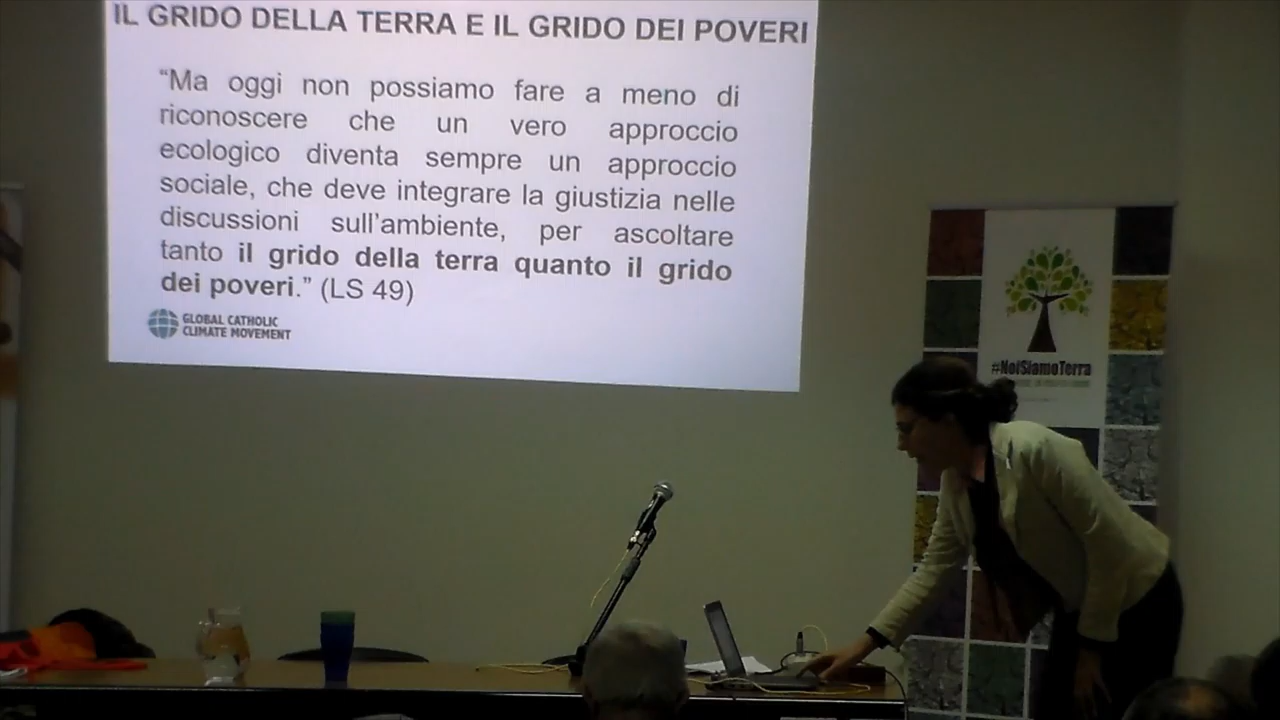 IL GRIDO DELLA TERRA E IL GRIDO DEI POVERI
“Ma oggi non possiamo fare a meno di
riconoscere che un vero approccio
ecologico diventa sempre un approccio
sociale, che deve integrare la giustizia nelle
discussioni sull'ambiente, per ascoltare
tanto il grido della terra quanto il grido
dei poveri.” (LS 49)
GLOBAL CATHOLIC
CLIMATE MOVEMENT
#NoiSiamoTerra